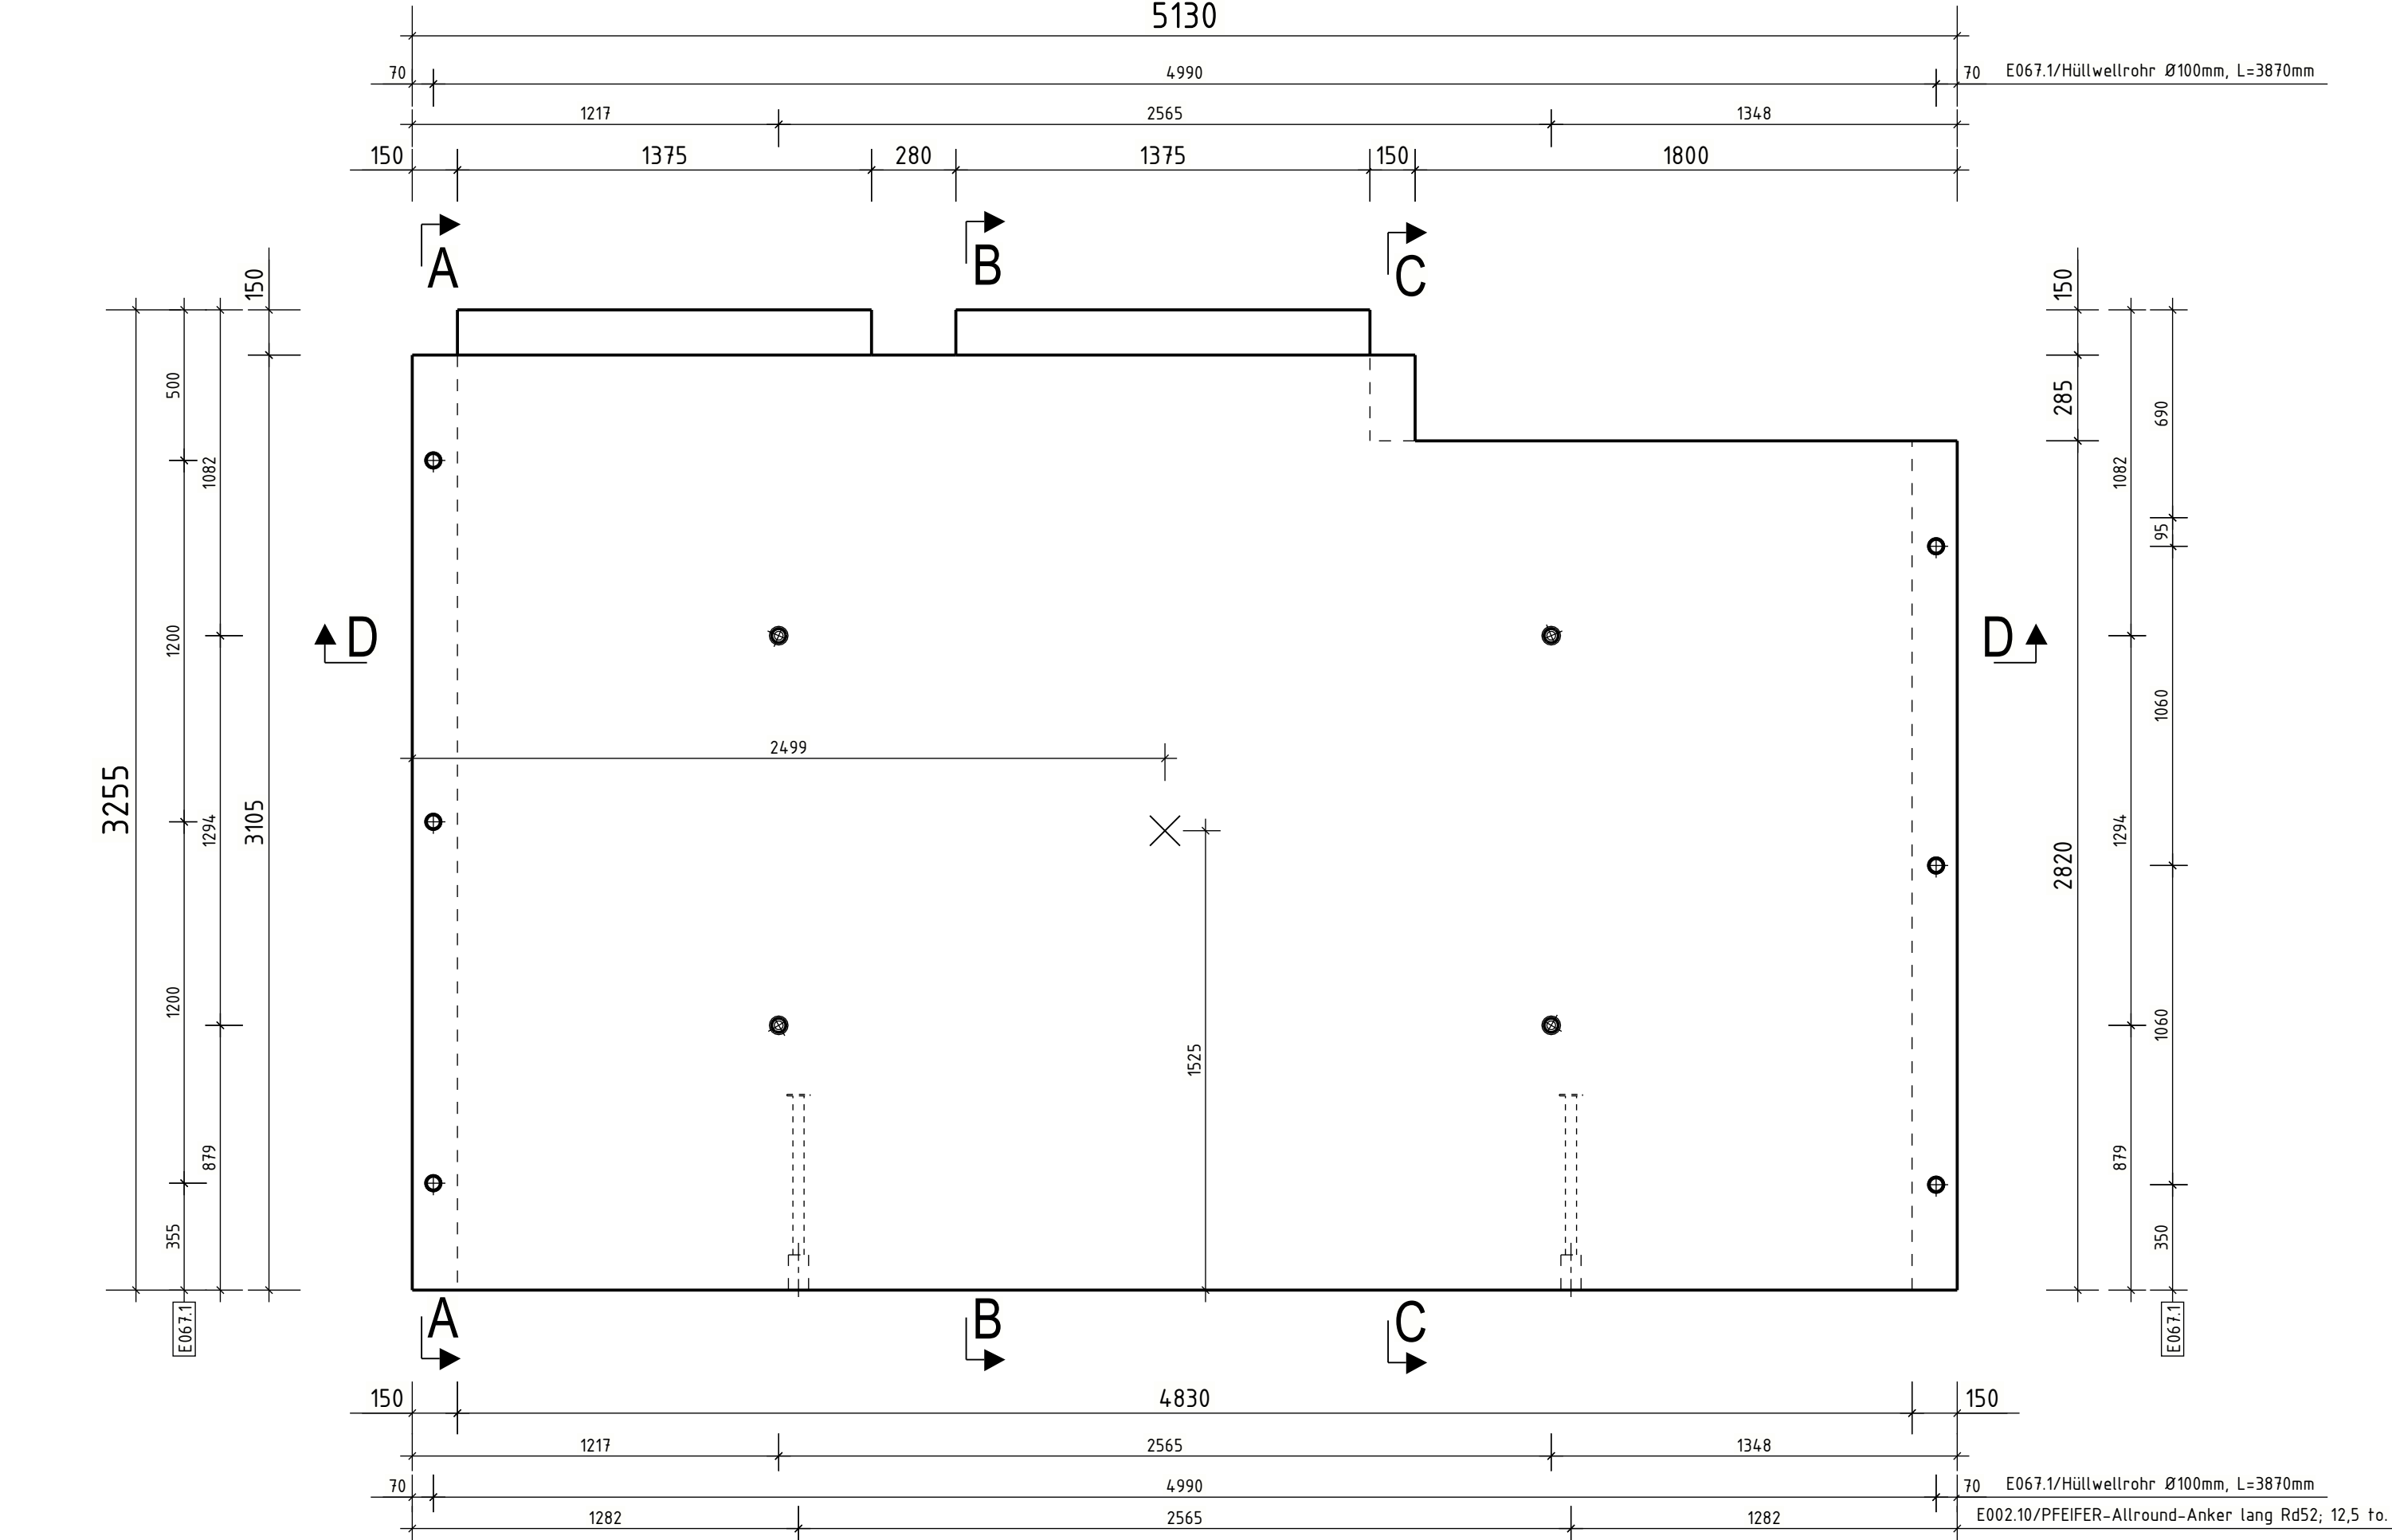 5130
70 4990 70 E067.1/Hüllwellrohr Ø100mm, L=3870mm
1217 2565 1348
150 1375 280 1375 150 1800
A B C
150 150
500 1082 285 690 1082
95
D D
1200 1060
2499
3255 1294 3105 2820 1294
1200 1525 1060
879 879
355 350
E067.1 E067.1
A B C
150 4830 150
1217 2565 1348
70 4990 70 E067.1/Hüllwellrohr Ø100mm, L=3870mm
1282 2565 1282 E002.10/PFEIFER-Allround-Anker lang Rd52; 12,5 to.